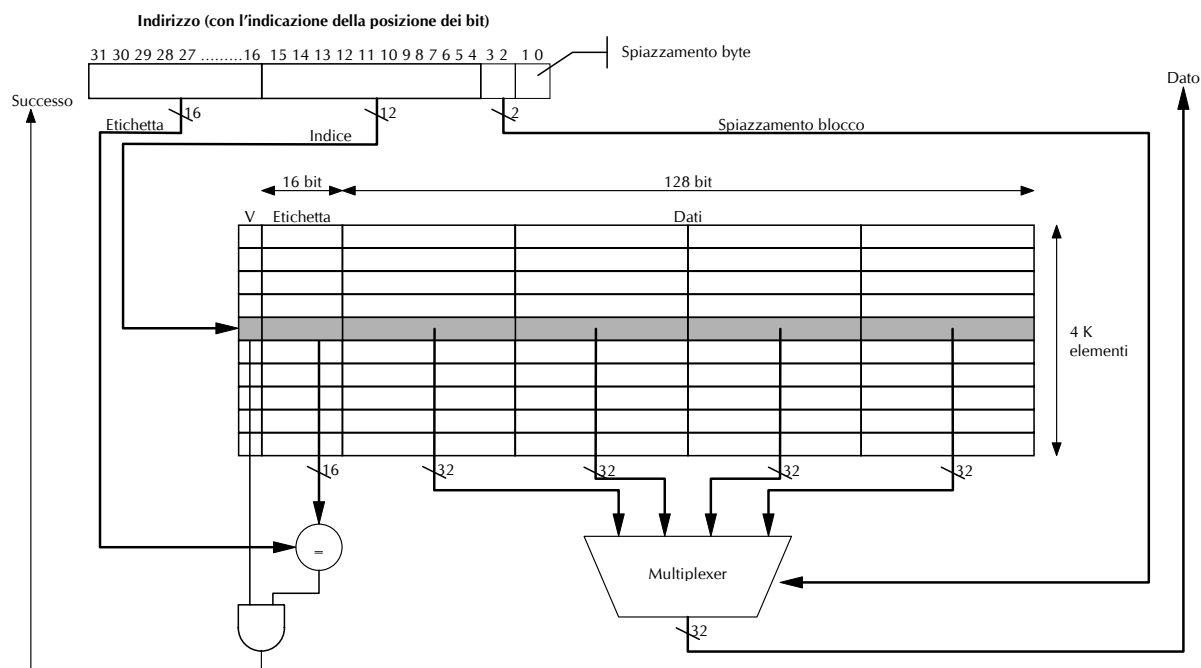 Indirizzo (con l'indicazione della posizione dei bit)
31 30 29 28 27 .........16 15 14 13 12 11 10 9 8 7 6 5 4 3 2 1 0
Spiazzamento byte
Successo
Dato
16
12
2
Etichetta
Indice
Spiazzamento blocco
16 bit
128 bit
V
Etichetta
Dati
4 K
elementi
16
32
32
32
32
=
Multiplexer
32